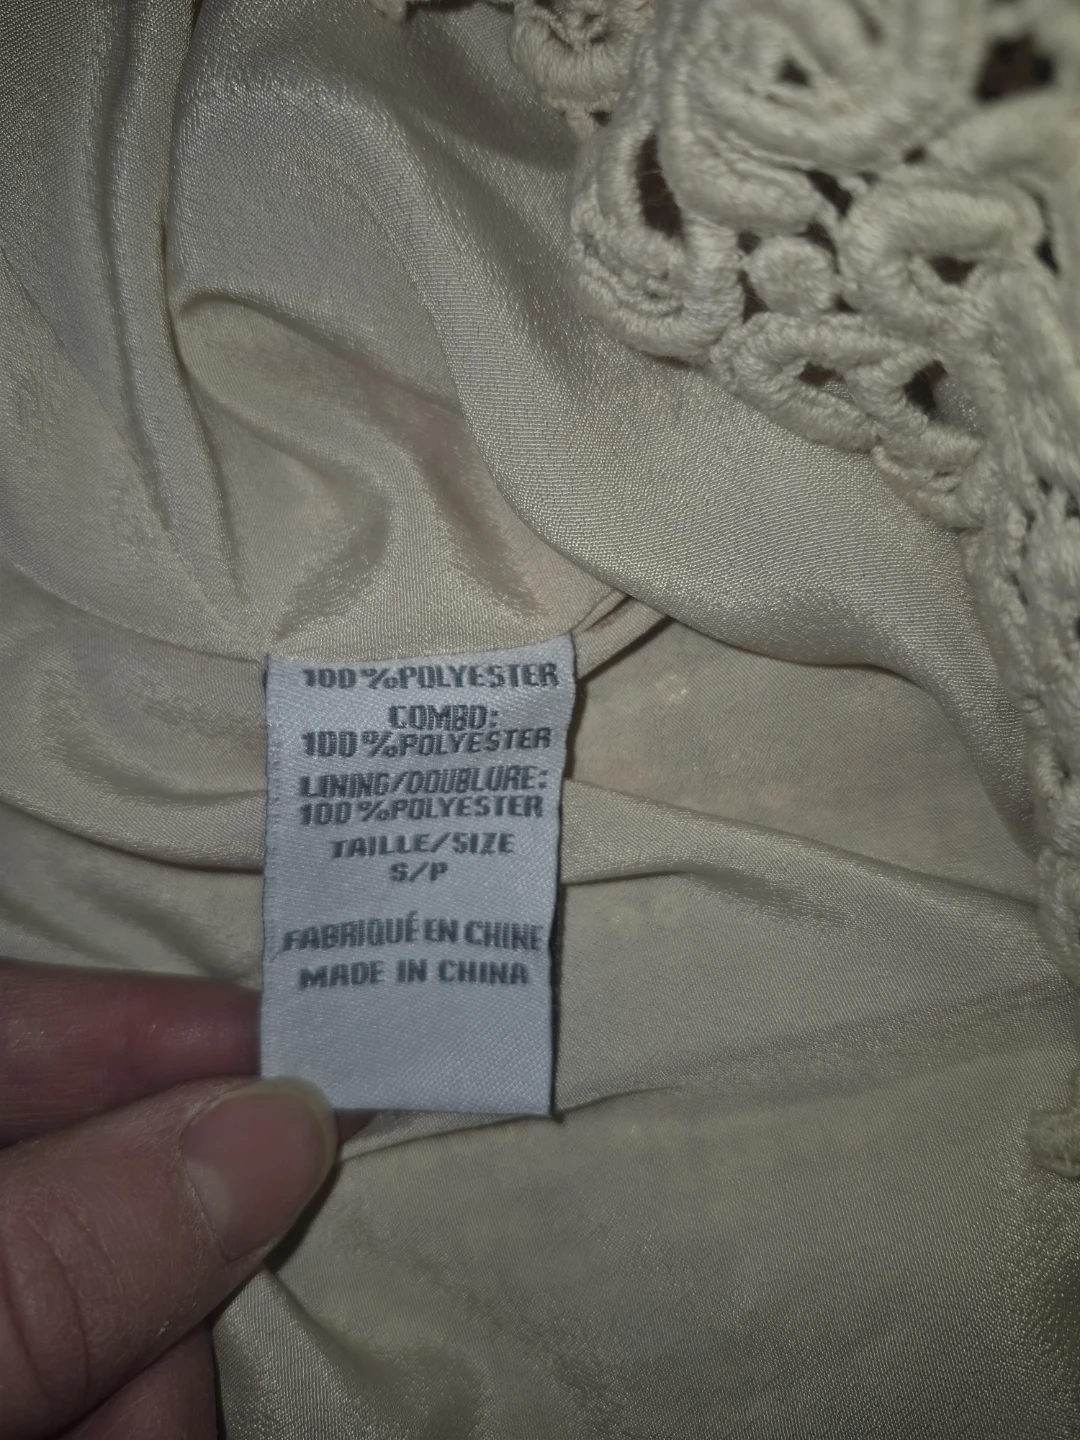 100%POLYESTER
COMBO:
100%POLYESTER
LINING/DOUBLURE:
100%POLYESTER
TAILLE/SIZE
S/P
FABRIQUÉ EN CHINE
MADE IN CHINA